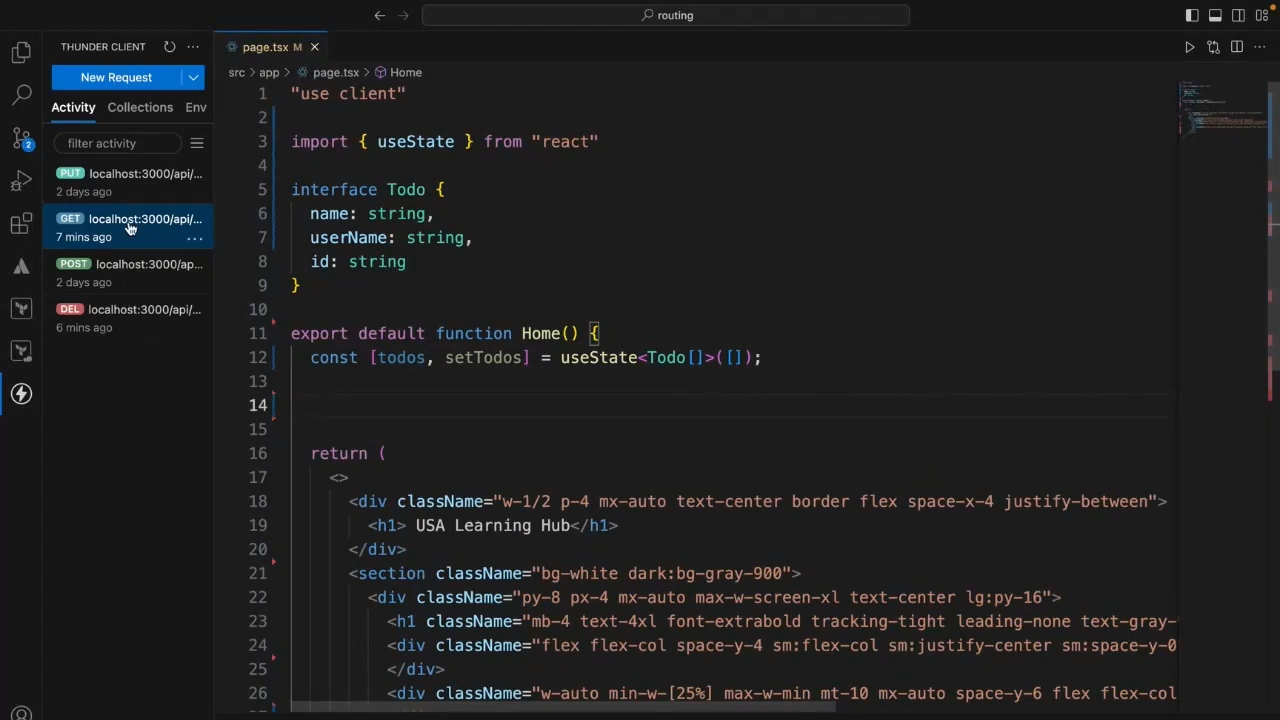 routing
THUNDER CLIENT
New Request
Activity Collections Env
filter activity
PUT localhost:3000/api/...
2 days ago
GET localhost:3000/api/...
7 mins ago
POST localhost:3000/ap...
2 days ago
DEL localhost:3000/api/...
6 mins ago
2
page.tsx M
src > app > page.tsx > Home
1 "use client"
2
3 import { useState } from "react"
4
5 interface Todo {
6 name: string,
7 userName: string,
8 id: string
9 }
10
11 export default function Home() {
12 const [todos, setTodos] = useState<Todo[]>([]);
13
14
15
16 return (
17 <>
18 <div className="w-1/2 p-4 mx-auto text-center border flex space-x-4 justify-between">
19 <h1> USA Learning Hub</h1>
20 </div>
21 <section className="bg-white dark:bg-gray-900">
22 <div className="py-8 px-4 mx-auto max-w-screen-xl text-center lg:py-16">
23 <h1 className="mb-4 text-4xl font-extrabold tracking-tight leading-none text-gray-
24 <div className="flex flex-col space-y-4 sm:flex-col sm:justify-center sm:space-y-0
25 </div>
26 <div className="w-auto min-w-[25%] max-w-min mt-10 mx-auto space-y-6 flex flex-col